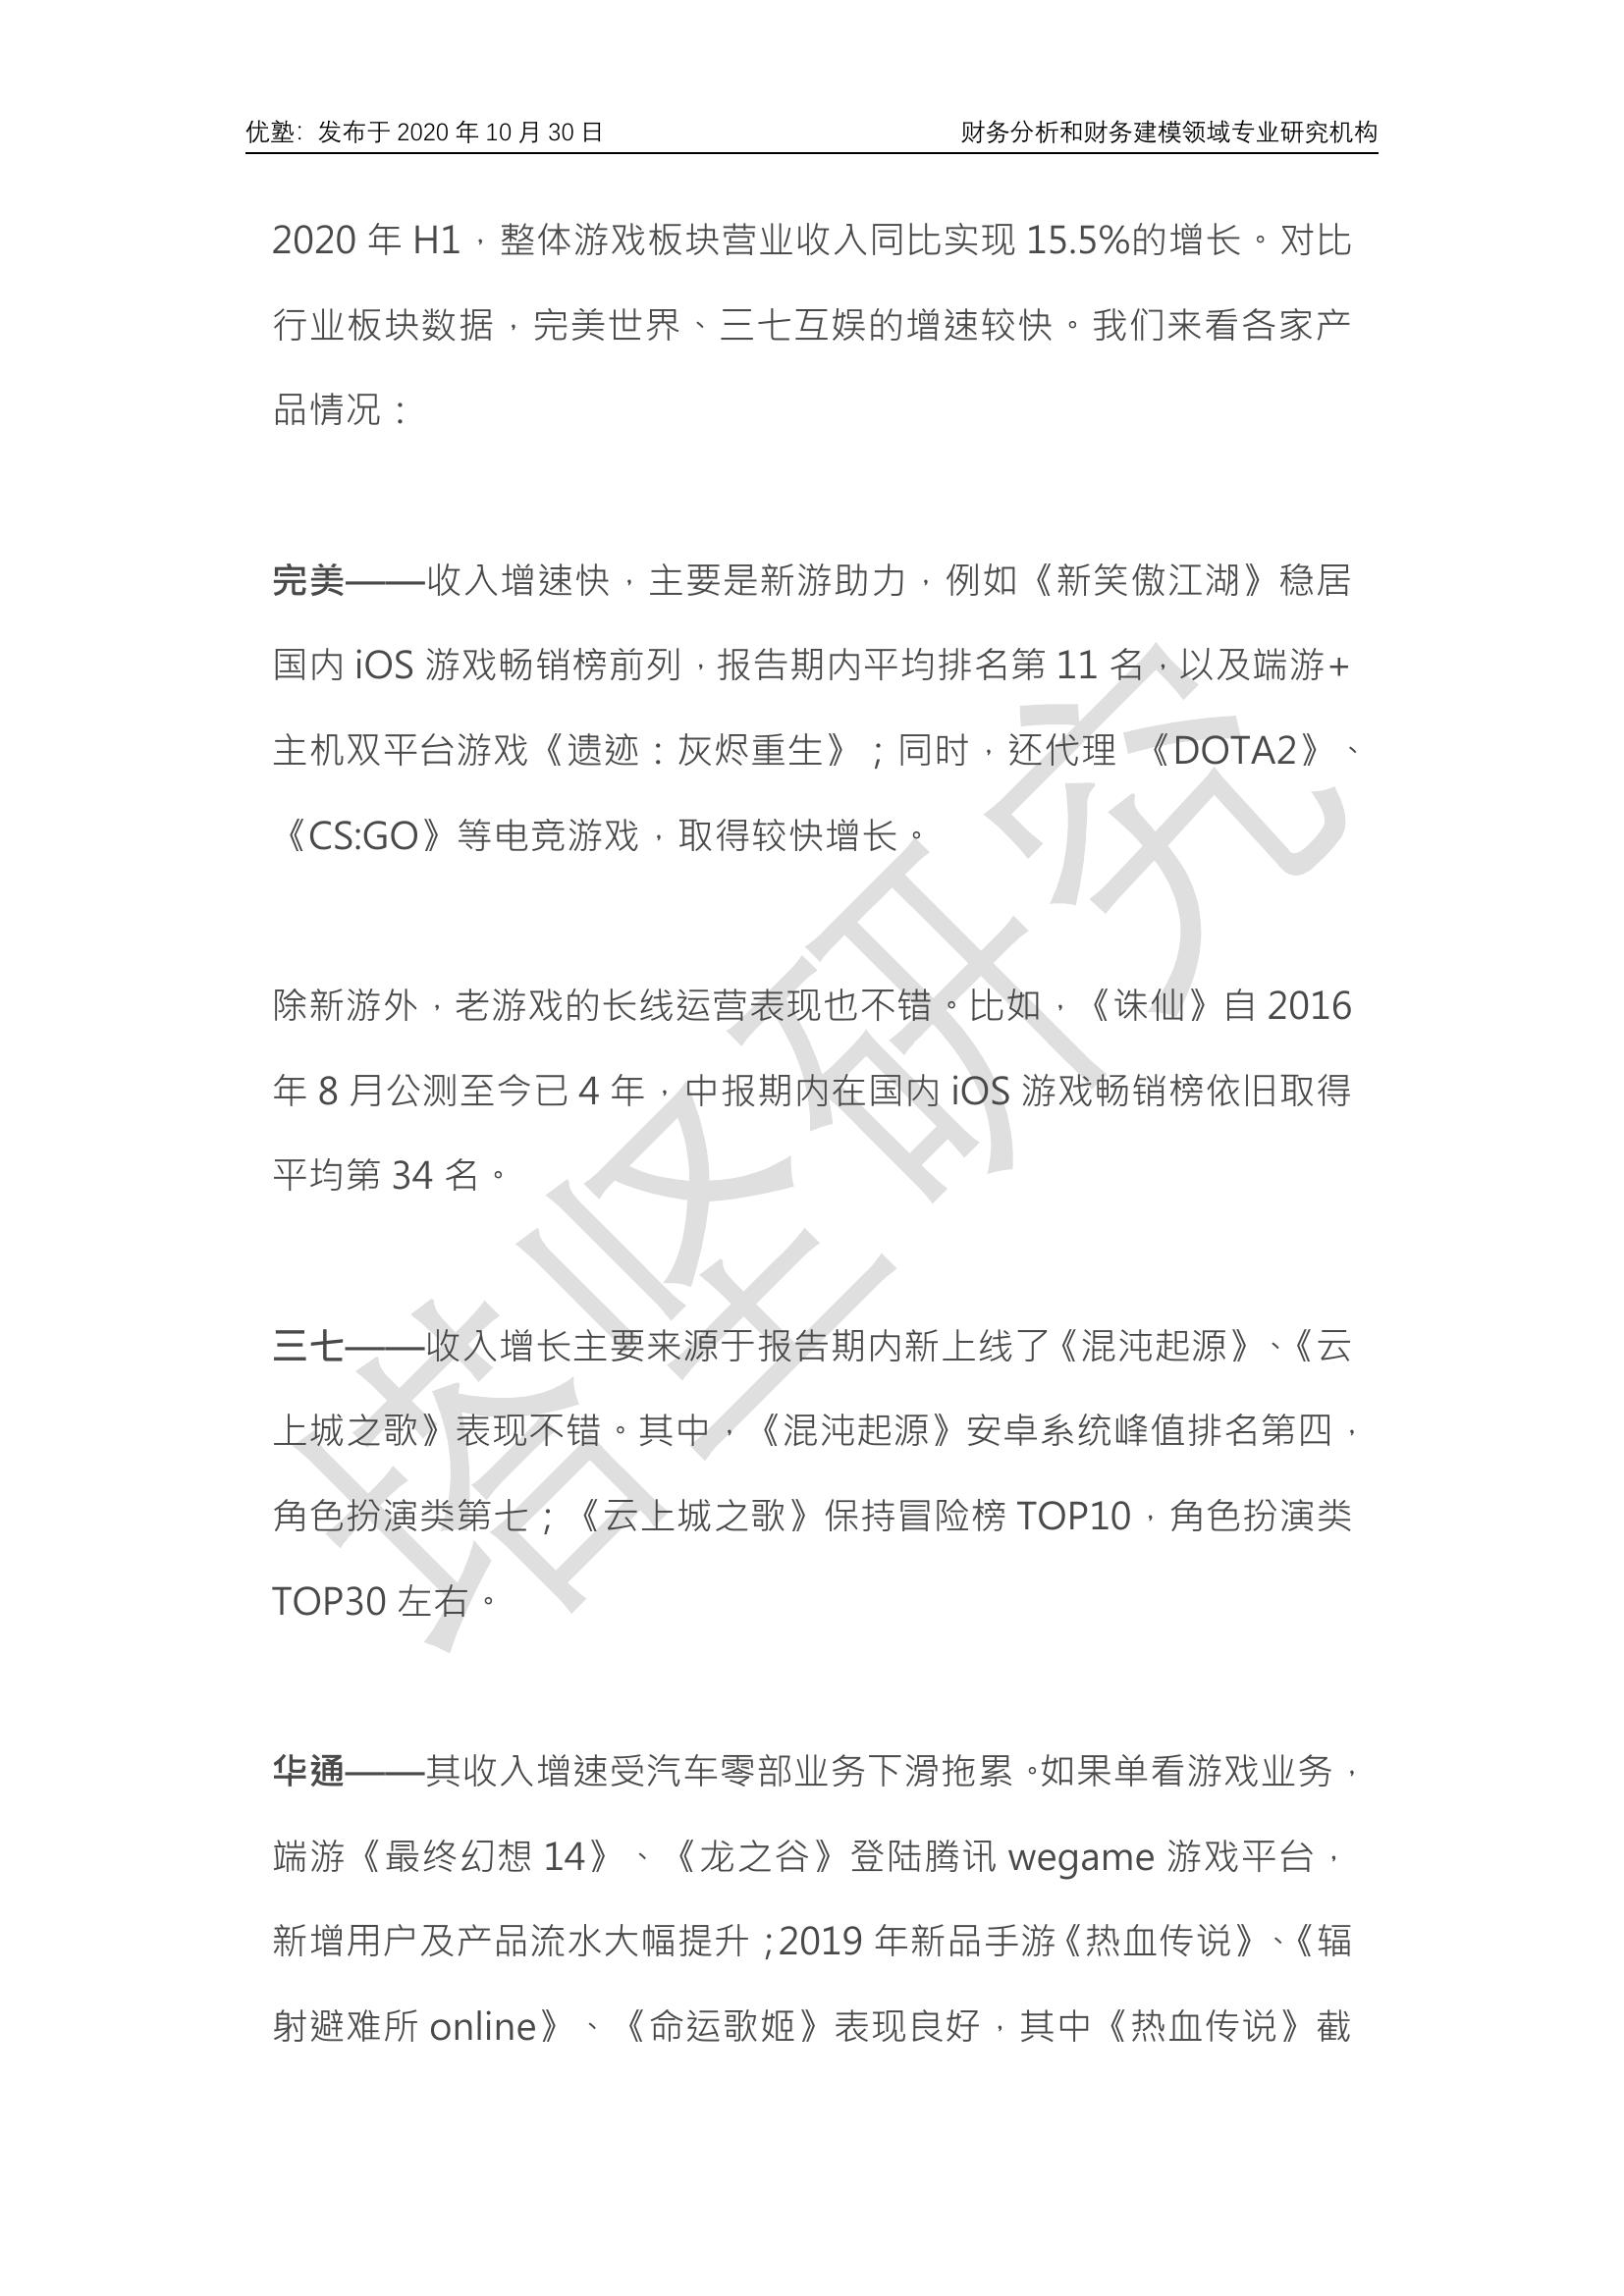 优塾：发布于 2020 年 10 月 30 日 财务分析和财务建模领域专业研究机构
2020 年 H1，整体游戏板块营业收入同比实现 15.5%的增长。对比
行业板块数据，完美世界、三七互娱的增速较快。我们来看各家产
品情况：
完美——收入增速快，主要是新游助力，例如《新笑傲江湖》稳居
国内 iOS 游戏畅销榜前列，报告期内平均排名第 11 名，以及端游+
主机双平台游戏《遗迹：灰烬重生》；同时，还代理 《DOTA2》、
《CS:GO》等电竞游戏，取得较快增长。
除新游外，老游戏的长线运营表现也不错。比如，《诛仙》自 2016
年 8 月公测至今已 4 年，中报期内在国内 iOS 游戏畅销榜依旧取得
平均第 34 名。
三七——收入增长主要来源于报告期内新上线了《混沌起源》、《云
上城之歌》表现不错。其中，《混沌起源》安卓系统峰值排名第四，
角色扮演类第七；《云上城之歌》保持冒险榜 TOP10，角色扮演类
TOP30 左右。
华通——其收入增速受汽车零部业务下滑拖累。如果单看游戏业务，
端游《最终幻想 14》、《龙之谷》登陆腾讯 wegame 游戏平台，
新增用户及产品流水大幅提升；2019 年新品手游《热血传说》、《辐
射避难所 online》、《命运歌姬》表现良好，其中《热血传说》截
塔坚研究